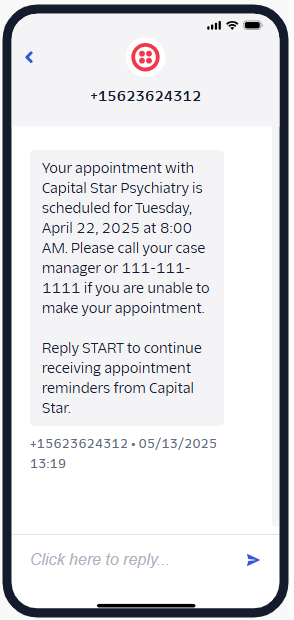 +15623624312
Your appointment with
Capital Star Psychiatry is
scheduled for Tuesday,
April 22, 2025 at 8:00
AM. Please call your case
manager or 111-111-
1111 if you are unable to
make your appointment.
Reply START to continue
receiving appointment
reminders from Capital
Star.
+15623624312 • 05/13/2025
13:19
Click here to reply...